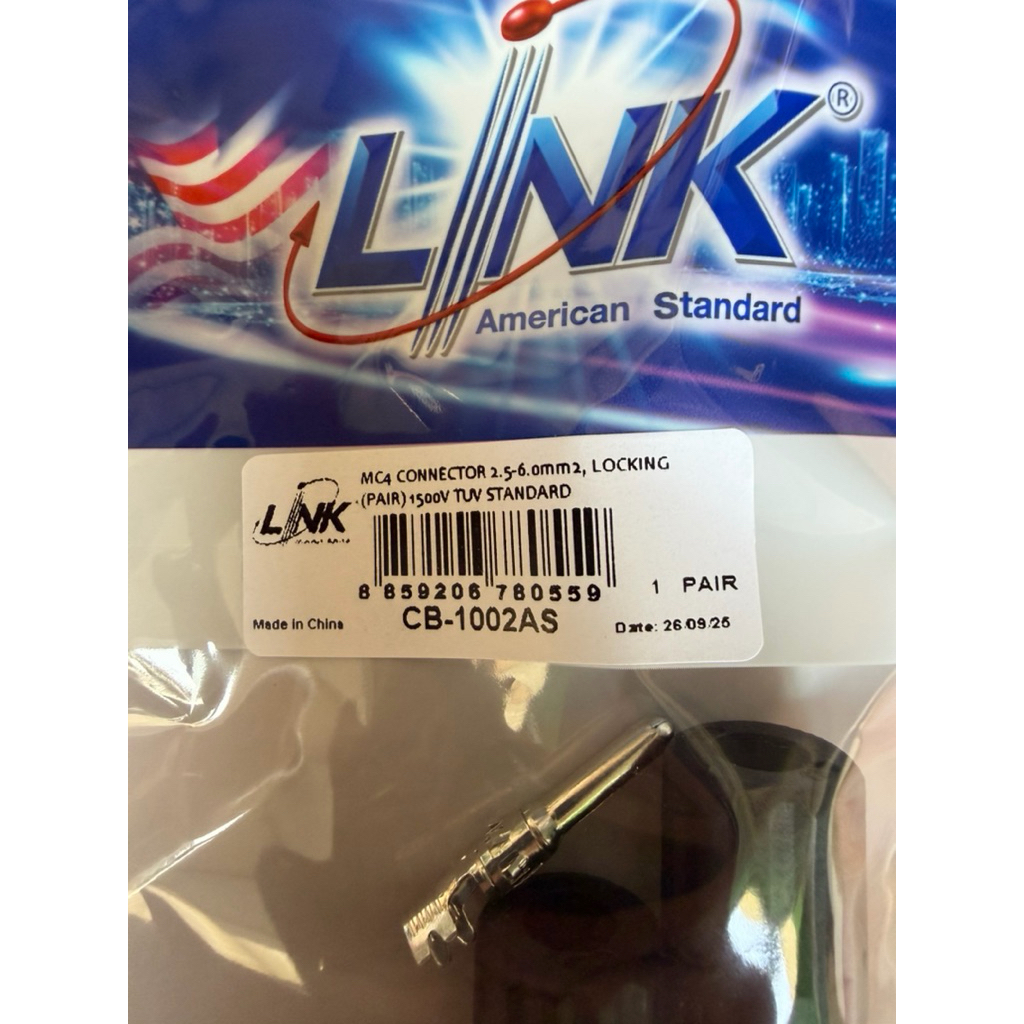 LINK®
American Standard
MC4 CONNECTOR 2.5-6.0mm2, LOCKING
(PAIR) 1500V TUV STANDARD
LINK
8 859206 780559
1 PAIR
CB-1002AS
Made in China
Date: 26/09/25